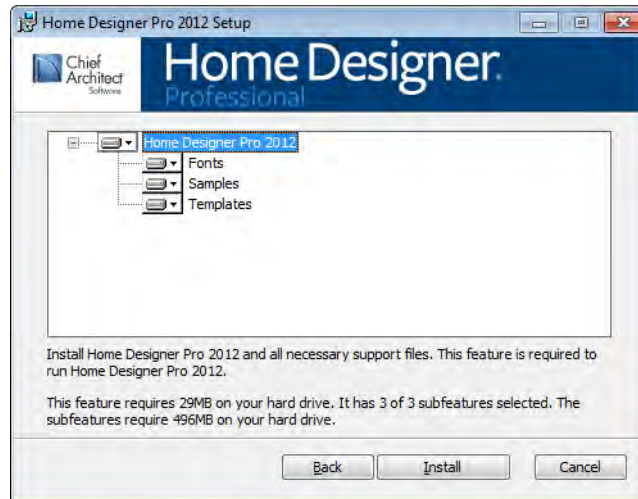 Home Designer Pro 2012 Setup
Chief
Architect
Software
Home Designer.
Professional
Home Designer Pro 2012
Fonts
Samples
Templates
Install Home Designer Pro 2012 and all necessary support files. This feature is required to
run Home Designer Pro 2012.
This feature requires 29MB on your hard drive. It has 3 of 3 subfeatures selected. The
subfeatures require 496MB on your hard drive.
Back Install Cancel